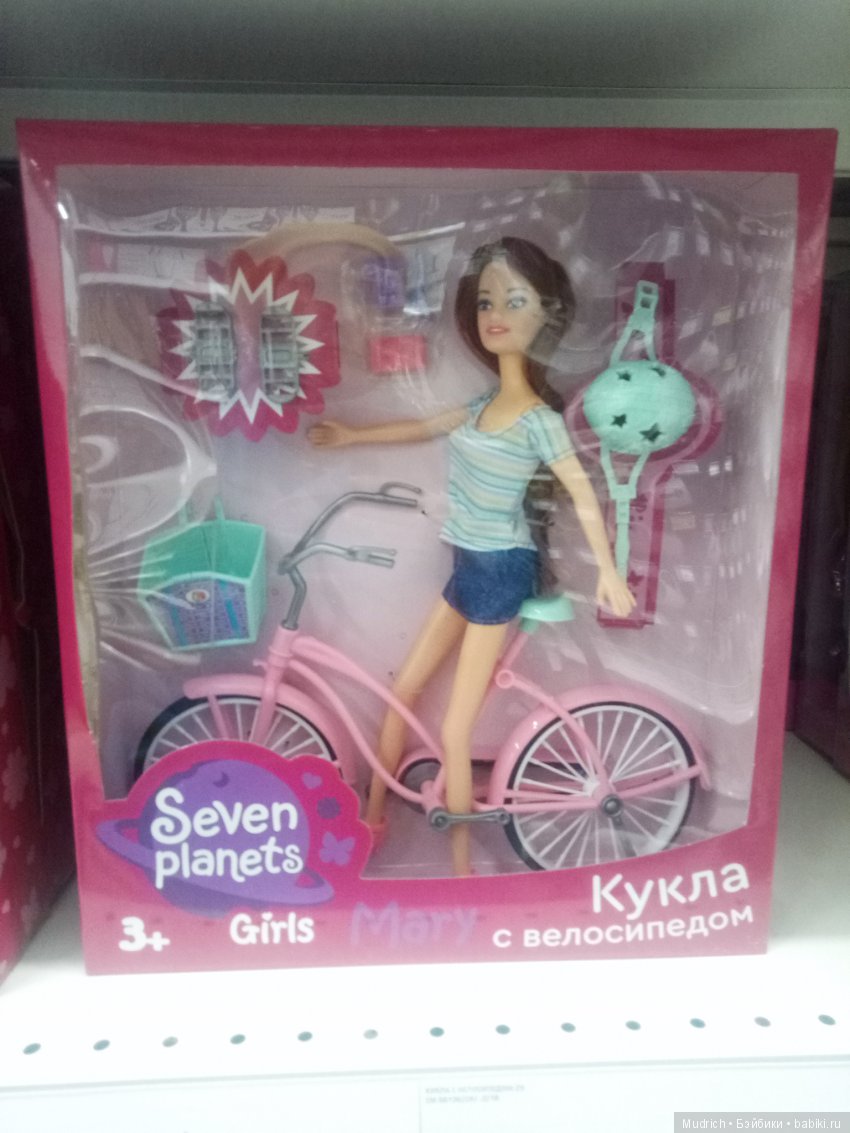 Seven
planets
3+
Girls
Mary
Кукла
с велосипедом
Mudrich • Бэйбики • babiki.ru